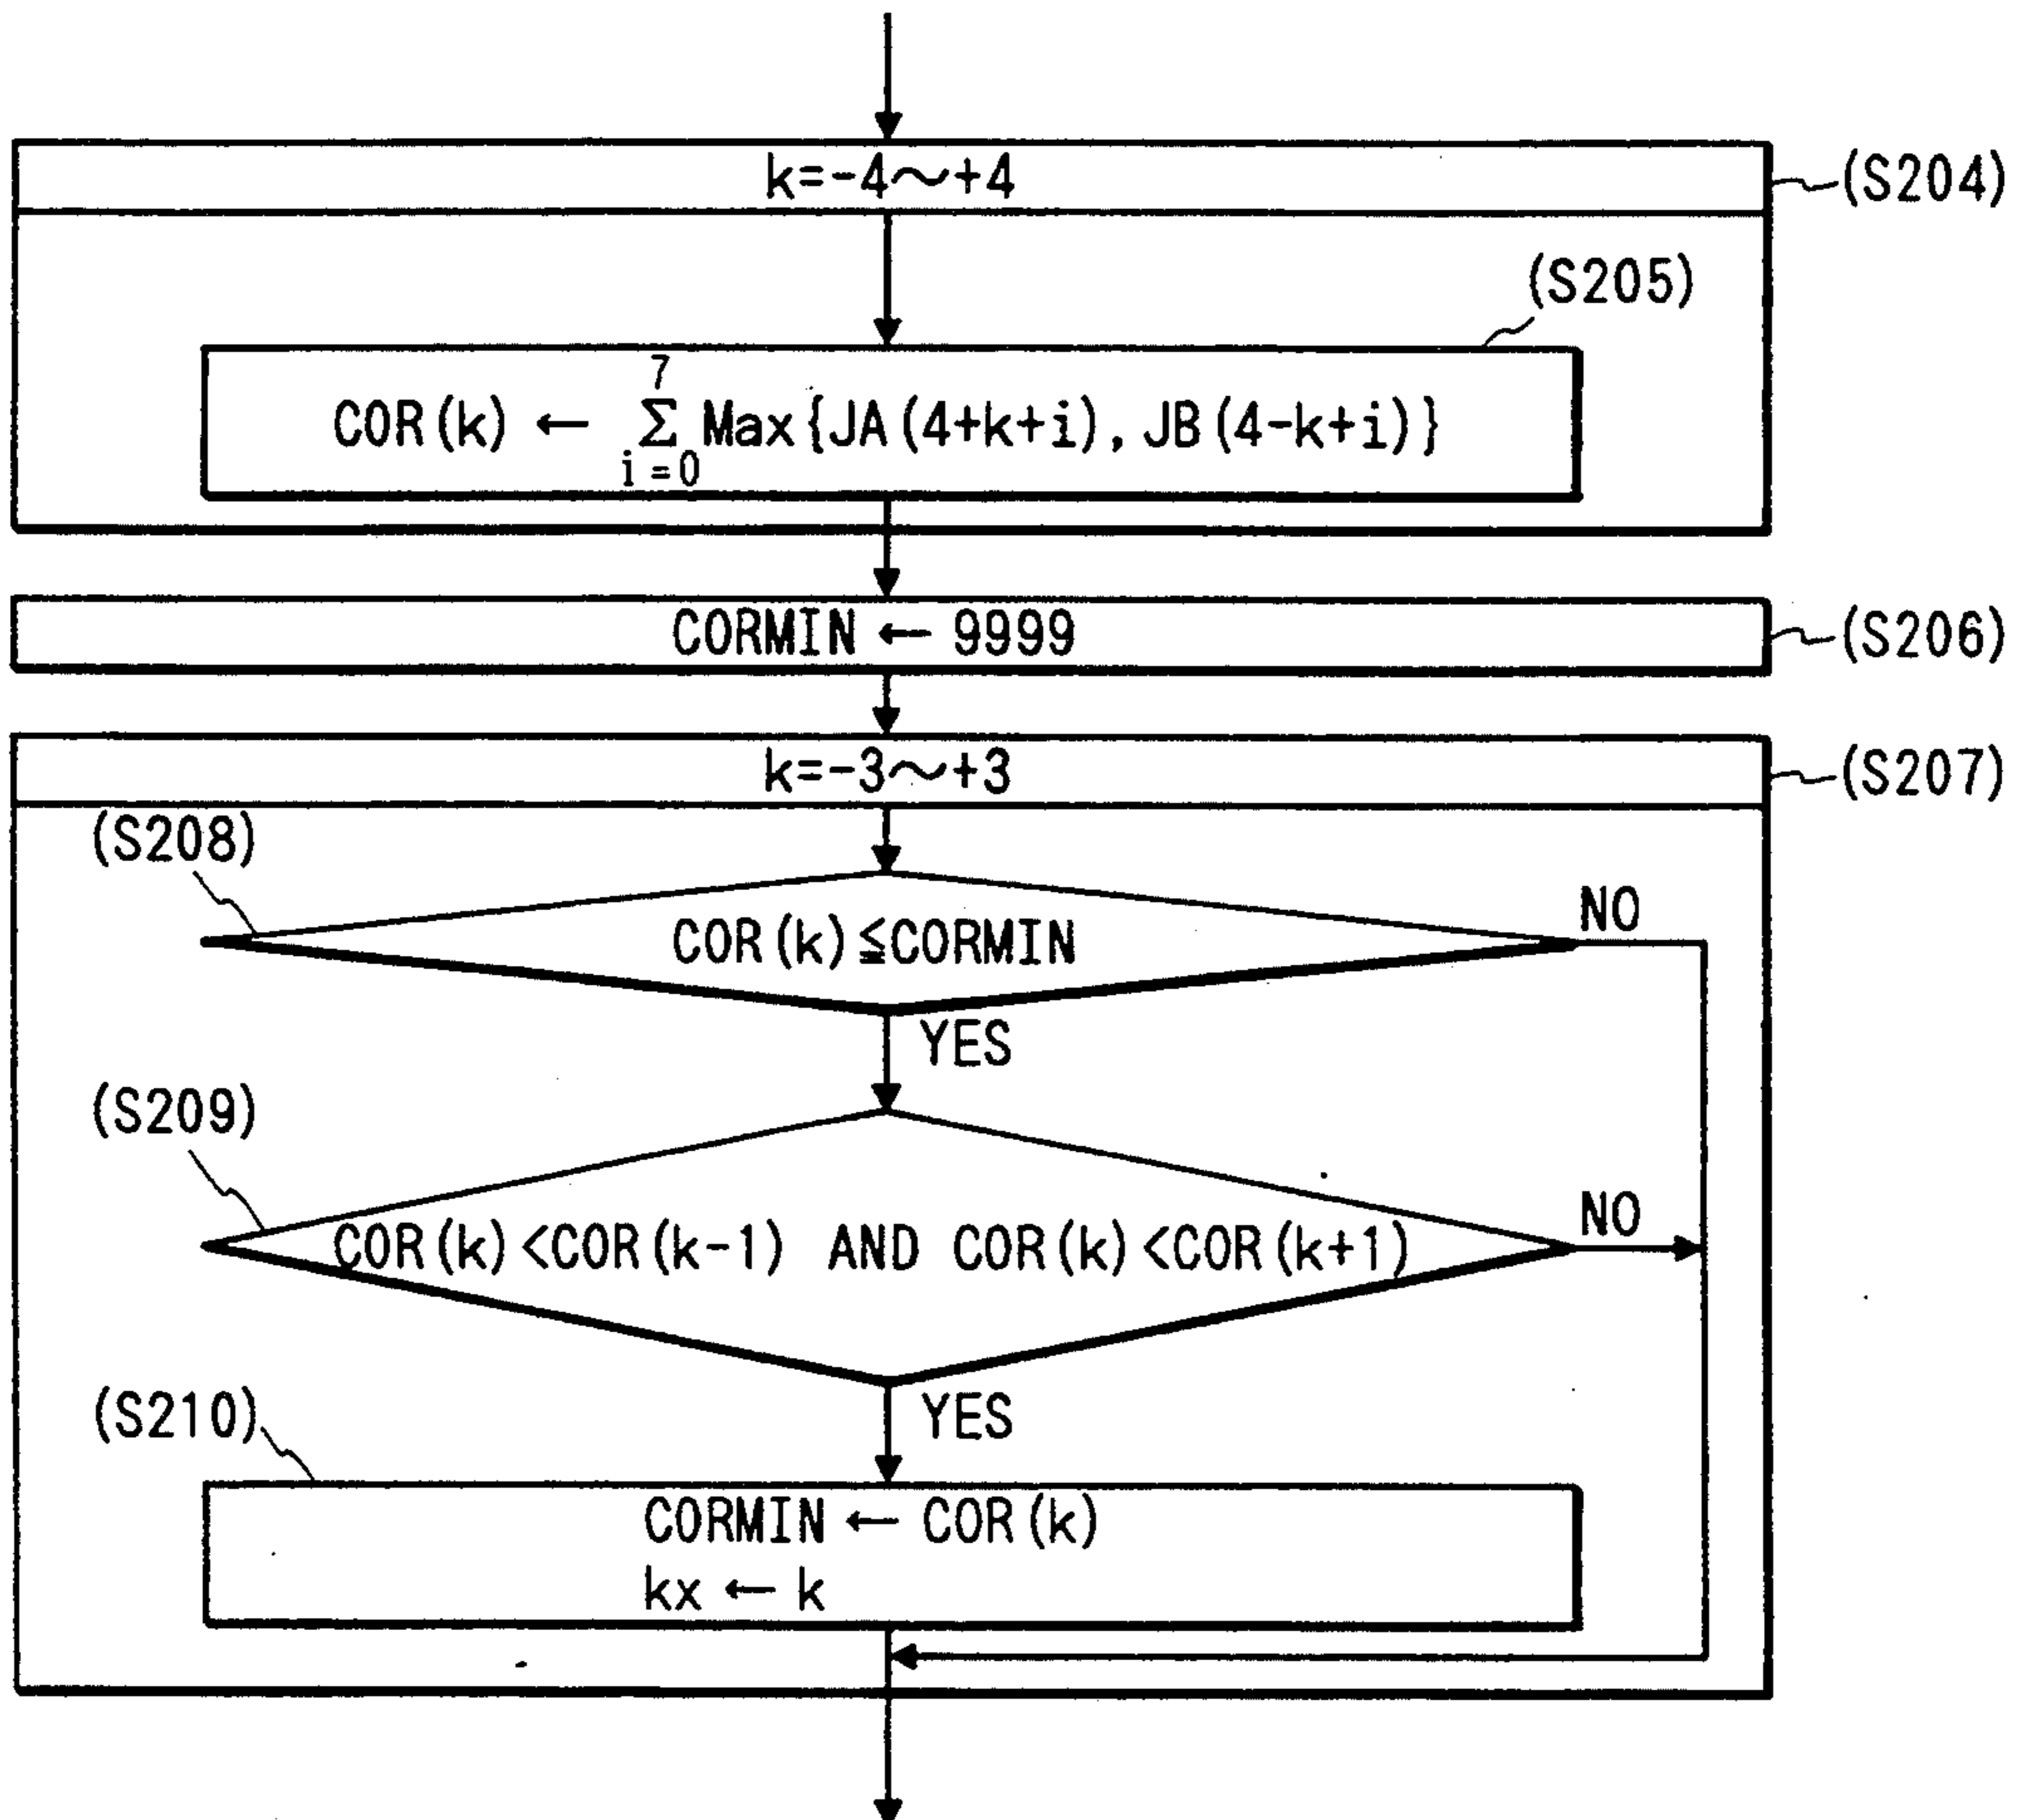 k=-4～+4
(S204)
(S205)
COR(k) ← 7 Σ i=0 Max{JA(4+k+i), JB(4-k+i)}
CORMIN ← 9999
(S206)
k=-3～+3
(S207)
(S208)
COR(k)≦CORMIN
NO
YES
(S209)
COR(k)<COR(k-1) AND COR(k)<COR(k+1)
NO
YES
(S210)
CORMIN ← COR(k)
kx ← k